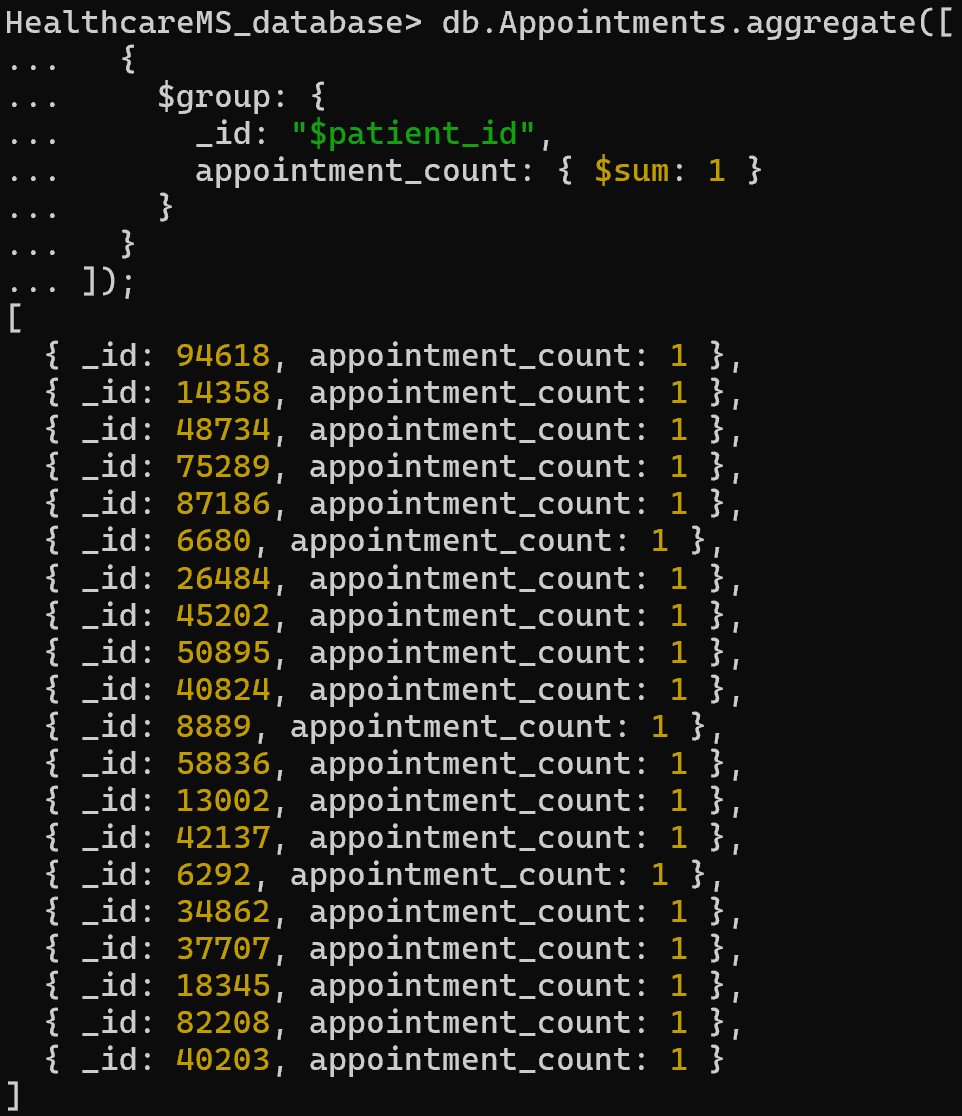 HealthcareMS_database> db.Appointments.aggregate([
...   {
...     $group: {
...       _id: "$patient_id",
...       appointment_count: { $sum: 1 }
...     }
...   }
... ]);
[
  { _id: 94618, appointment_count: 1 },
  { _id: 14358, appointment_count: 1 },
  { _id: 48734, appointment_count: 1 },
  { _id: 75289, appointment_count: 1 },
  { _id: 87186, appointment_count: 1 },
  { _id: 6680, appointment_count: 1 },
  { _id: 26484, appointment_count: 1 },
  { _id: 45202, appointment_count: 1 },
  { _id: 50895, appointment_count: 1 },
  { _id: 40824, appointment_count: 1 },
  { _id: 8889, appointment_count: 1 },
  { _id: 58836, appointment_count: 1 },
  { _id: 13002, appointment_count: 1 },
  { _id: 42137, appointment_count: 1 },
  { _id: 6292, appointment_count: 1 },
  { _id: 34862, appointment_count: 1 },
  { _id: 37707, appointment_count: 1 },
  { _id: 18345, appointment_count: 1 },
  { _id: 82208, appointment_count: 1 },
  { _id: 40203, appointment_count: 1 }
]